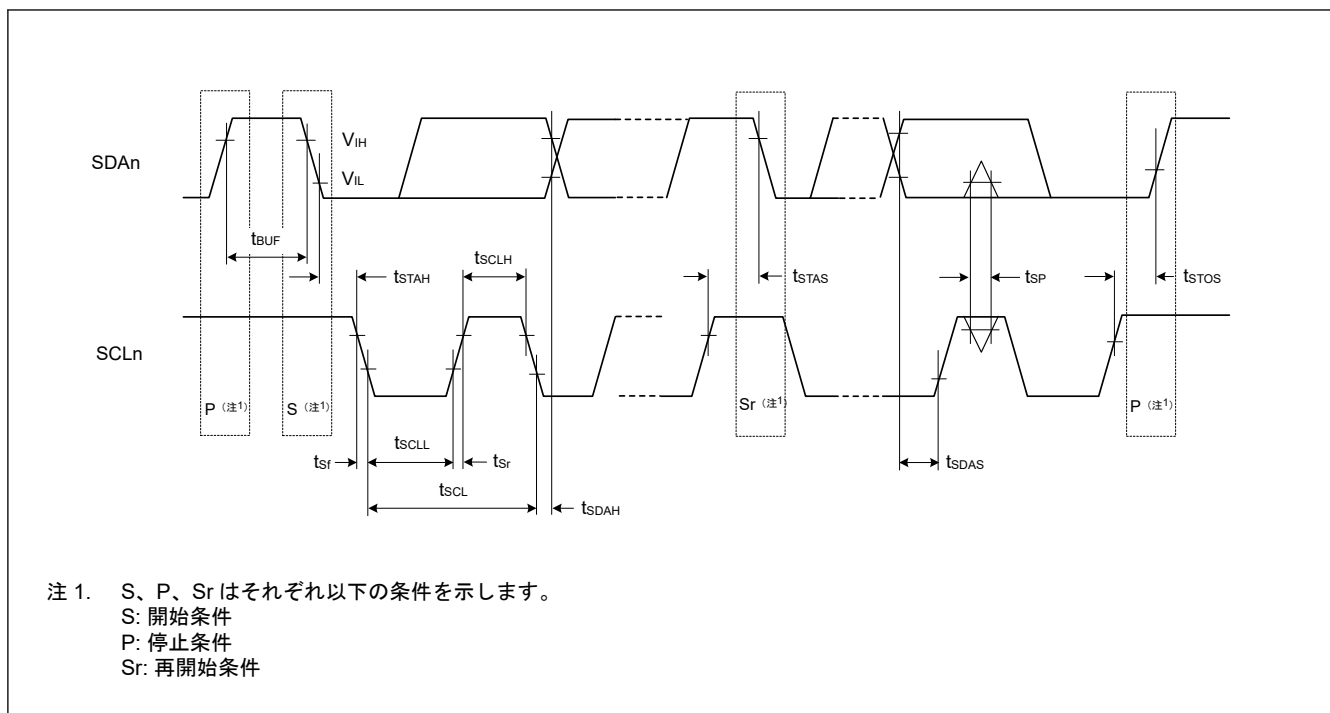 SDAn
VIH
VIL
tBUF
tSTAH
tSCLH
tSTAS
tSP
tSTOS
SCLn
P（注1）
S（注1）
Sr（注1）
P（注1）
tSf
tSCLL
tSr
tSDAS
tSCL
tSDAH
注 1. S、P、Sr はそれぞれ以下の条件を示します。
S: 開始条件
P: 停止条件
Sr: 再開始条件